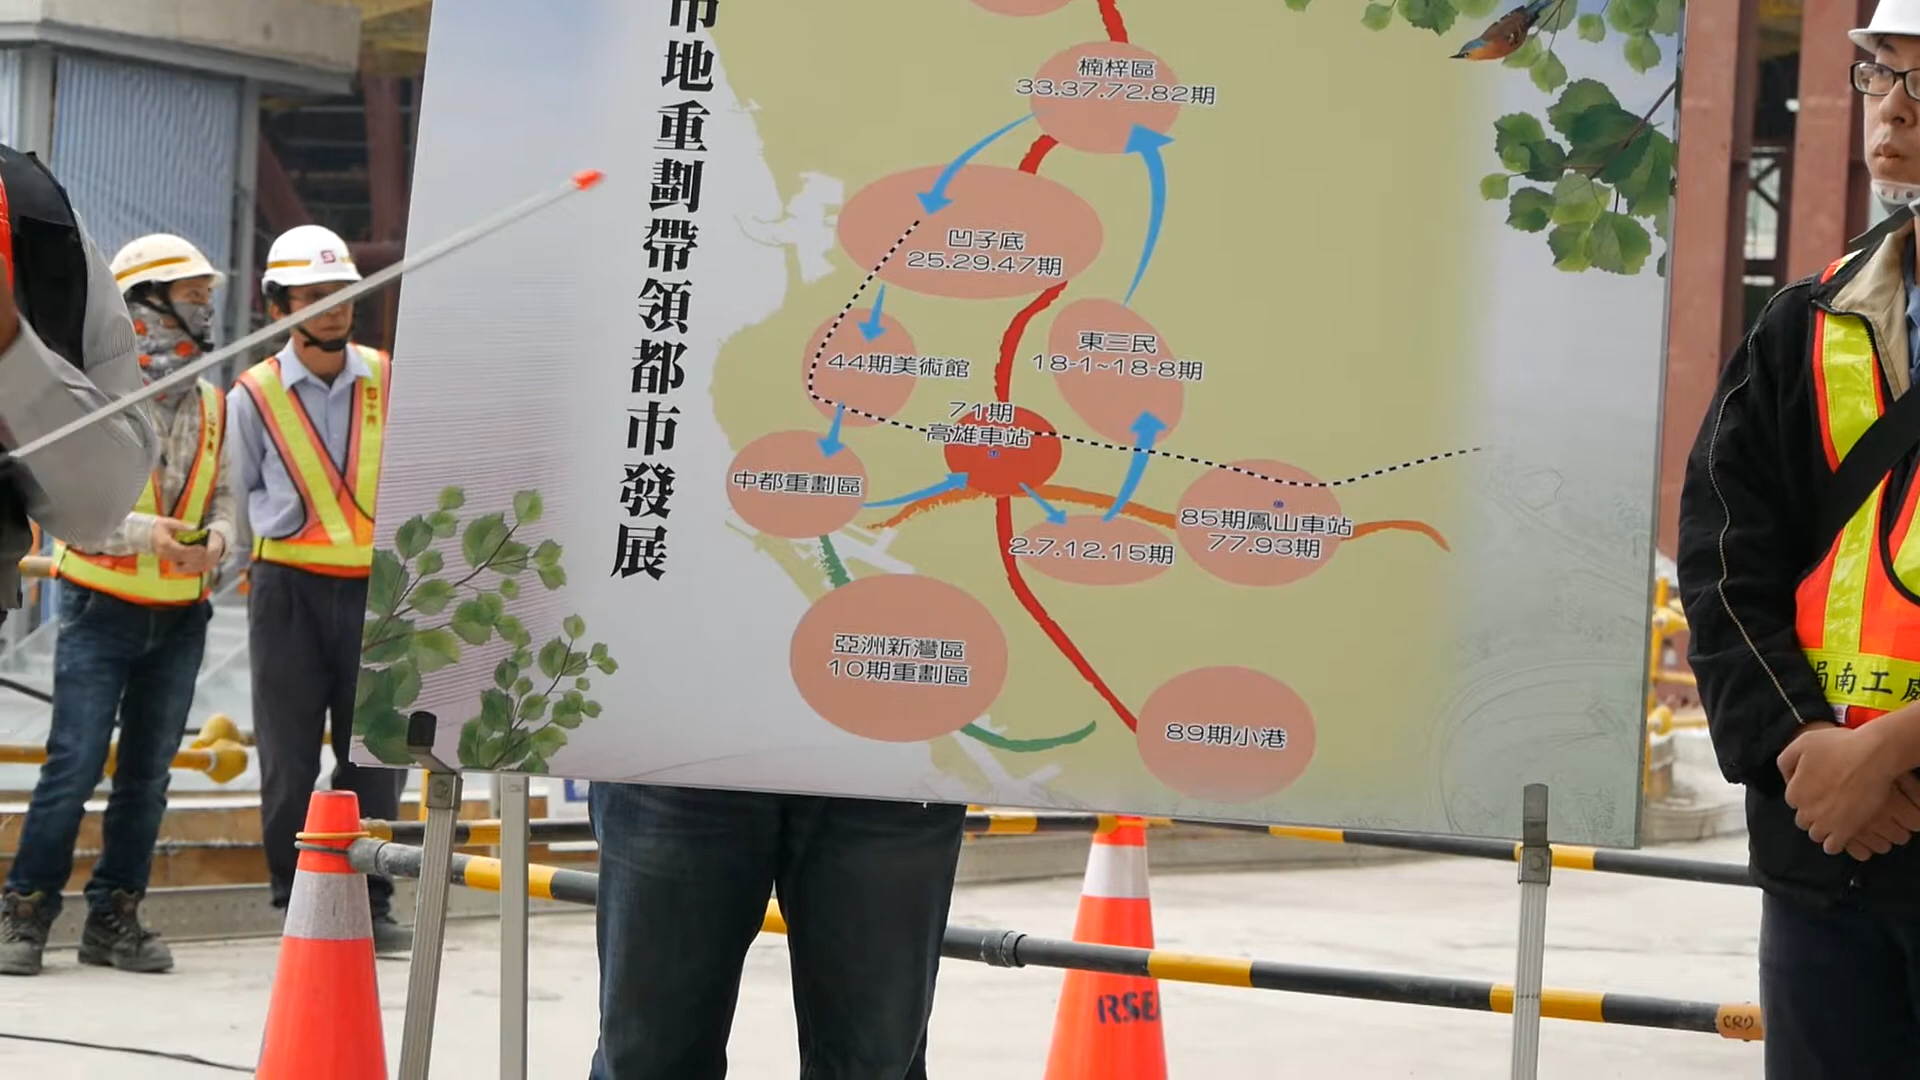 市地重劃帶領都市發展
楠梓區
33.37.72.82期
凹子底
25.29.47期
44期美術館
東三民
18-1~18-8期
71期
高雄車站
中都重劃區
2.7.12.15期
85期鳳山車站
77.93期
亞洲新灣區
10期重劃區
89期小港
局南工處
RSEA
CRD